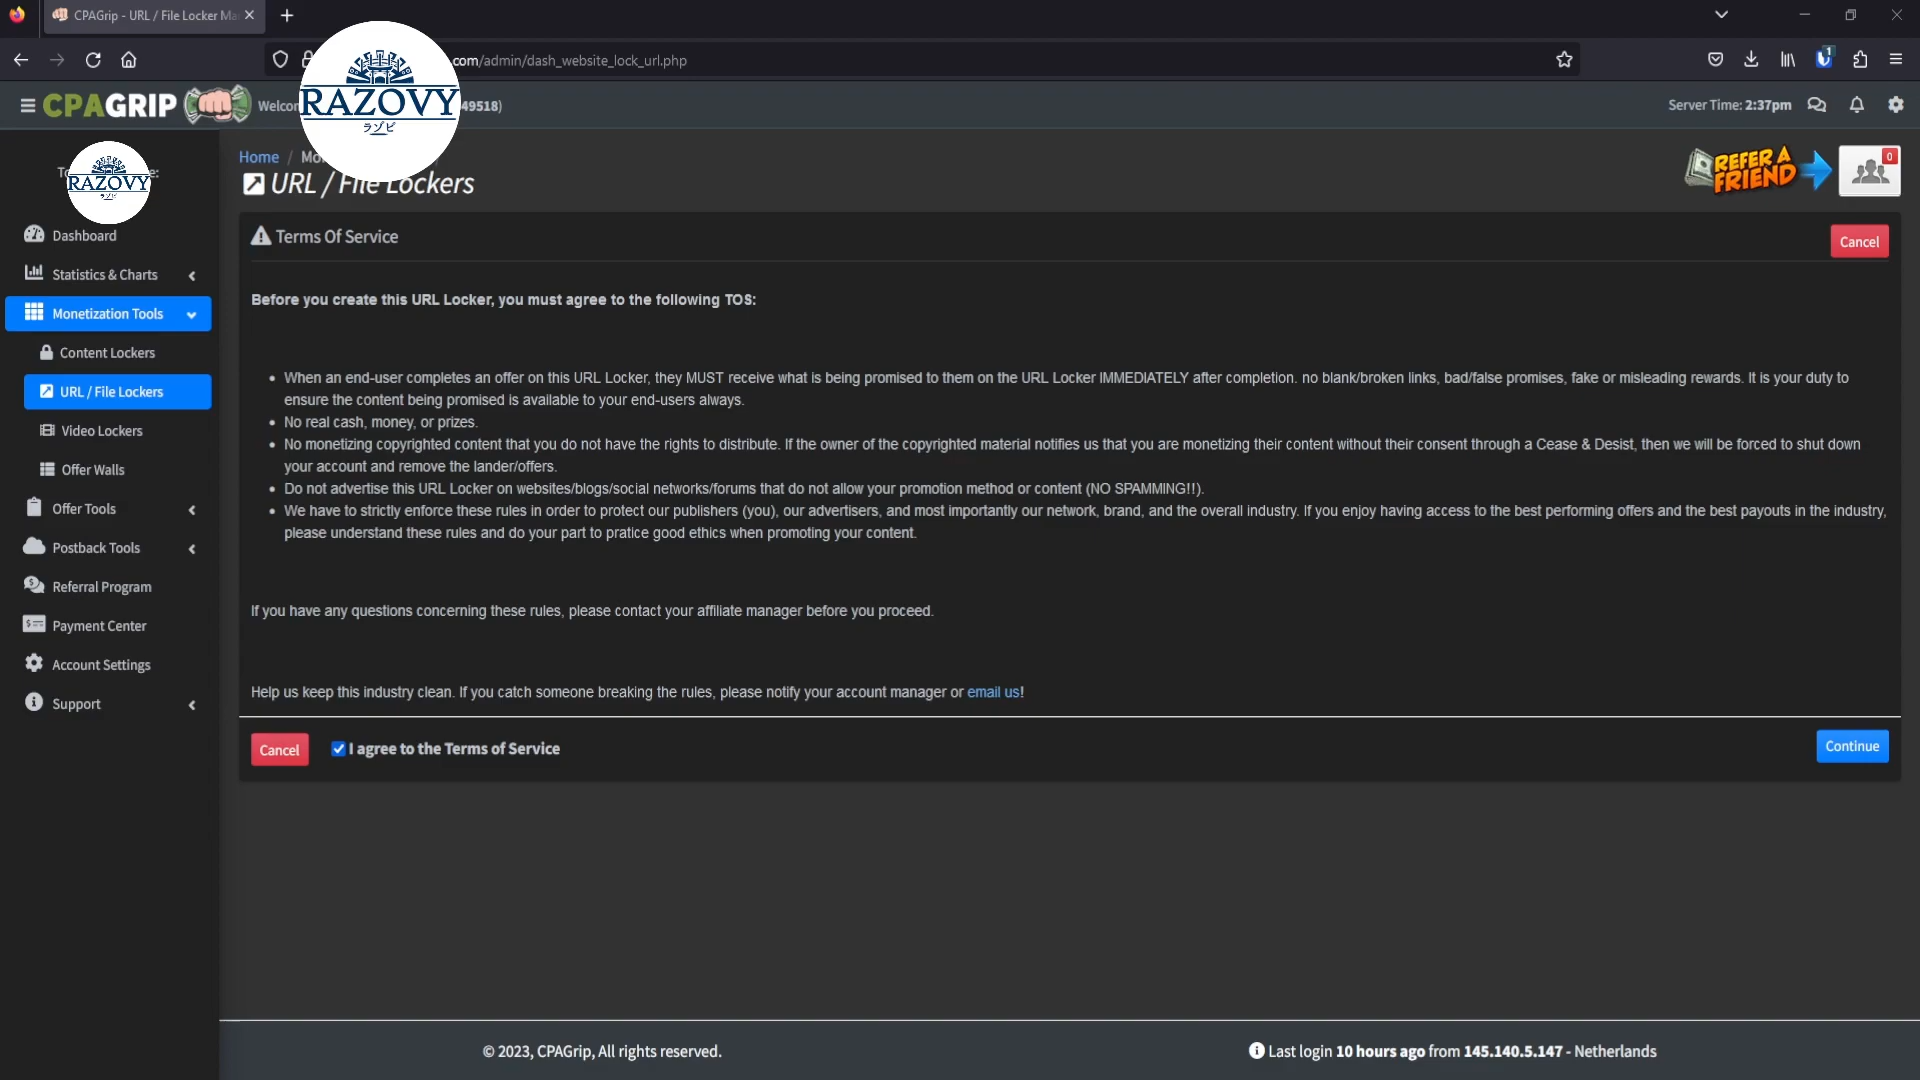 CPAGrip - URL / File Locker Ma
.com/admin/dash_website_lock_url.php
1
CPAGRIP
49518)
Server Time: 2:37pm
RAZOVY
ラゾビ
RAZOVY
ラゾビ
Home /
URL / File Lockers
REFER A
FRIEND
0
Dashboard
Statistics & Charts
Monetization Tools
Content Lockers
URL / File Lockers
Video Lockers
Offer Walls
Offer Tools
Postback Tools
Referral Program
Payment Center
Account Settings
Support
Terms Of Service
Cancel
Before you create this URL Locker, you must agree to the following TOS:
When an end-user completes an offer on this URL Locker, they MUST receive what is being promised to them on the URL Locker IMMEDIATELY after completion. no blank/broken links, bad/false promises, fake or misleading rewards. It is your duty to
ensure the content being promised is available to your end-users always.
No real cash, money, or prizes.
No monetizing copyrighted content that you do not have the rights to distribute. If the owner of the copyrighted material notifies us that you are monetizing their content without their consent through a Cease & Desist, then we will be forced to shut down
your account and remove the lander/offers.
Do not advertise this URL Locker on websites/blogs/social networks/forums that do not allow your promotion method or content (NO SPAMMING!!).
We have to strictly enforce these rules in order to protect our publishers (you), our advertisers, and most importantly our network, brand, and the overall industry. If you enjoy having access to the best performing offers and the best payouts in the industry,
please understand these rules and do your part to pratice good ethics when promoting your content.
If you have any questions concerning these rules, please contact your affiliate manager before you proceed.
Help us keep this industry clean. If you catch someone breaking the rules, please notify your account manager or email us!
Cancel
I agree to the Terms of Service
Continue
© 2023, CPAGrip, All rights reserved.
Last login 10 hours ago from 145.140.5.147 - Netherlands